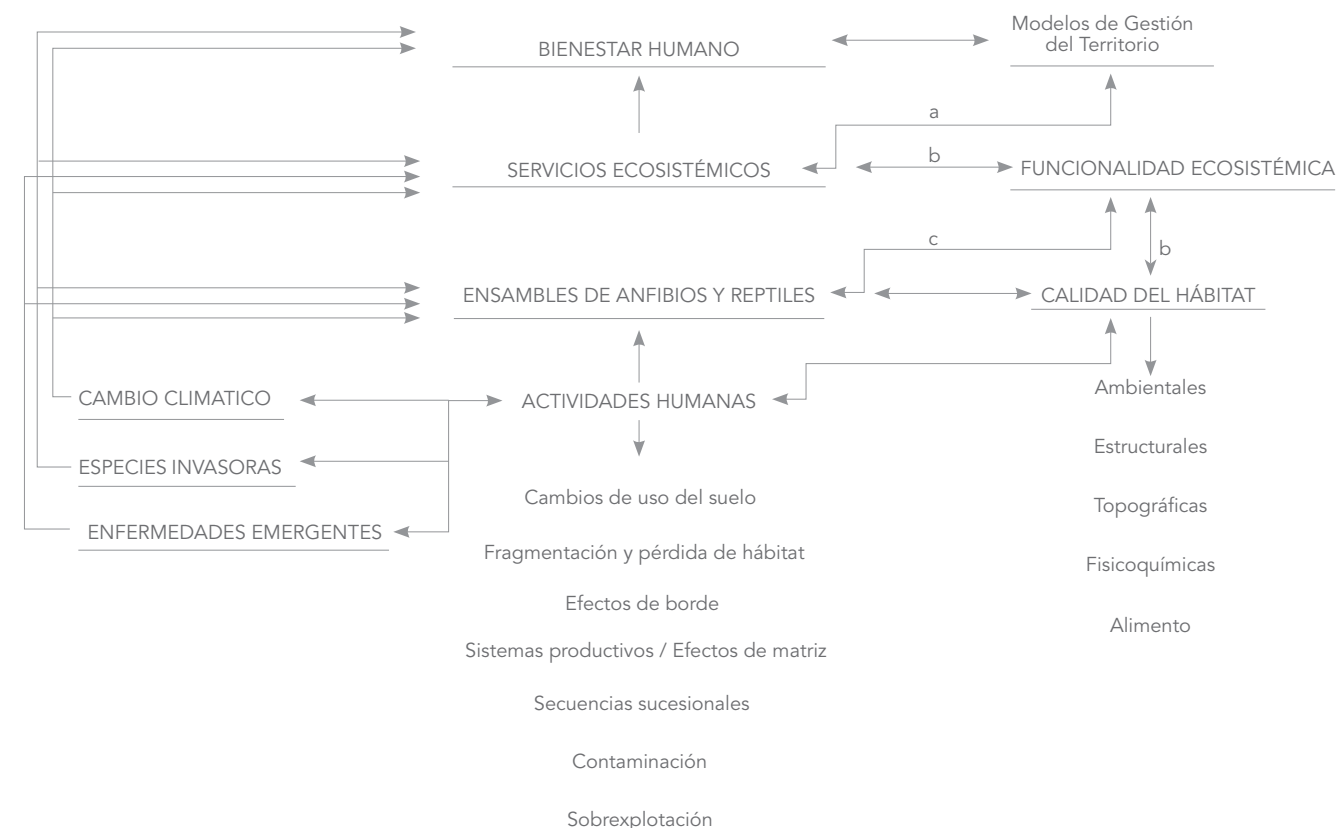 Modelos de Gestión
del Territorio
BIENESTAR HUMANO
a
SERVICIOS ECOSISTÉMICOS
b
FUNCIONALIDAD ECOSISTÉMICA
c
b
ENSAMBLES DE ANFIBIOS Y REPTILES
CALIDAD DEL HÁBITAT
CAMBIO CLIMATICO
ACTIVIDADES HUMANAS
ESPECIES INVASORAS
ENFERMEDADES EMERGENTES
Cambios de uso del suelo
Fragmentación y pérdida de hábitat
Efectos de borde
Sistemas productivos / Efectos de matriz
Secuencias sucesionales
Contaminación
Sobrexplotación
Ambientales
Estructurales
Topográficas
Fisicoquímicas
Alimento